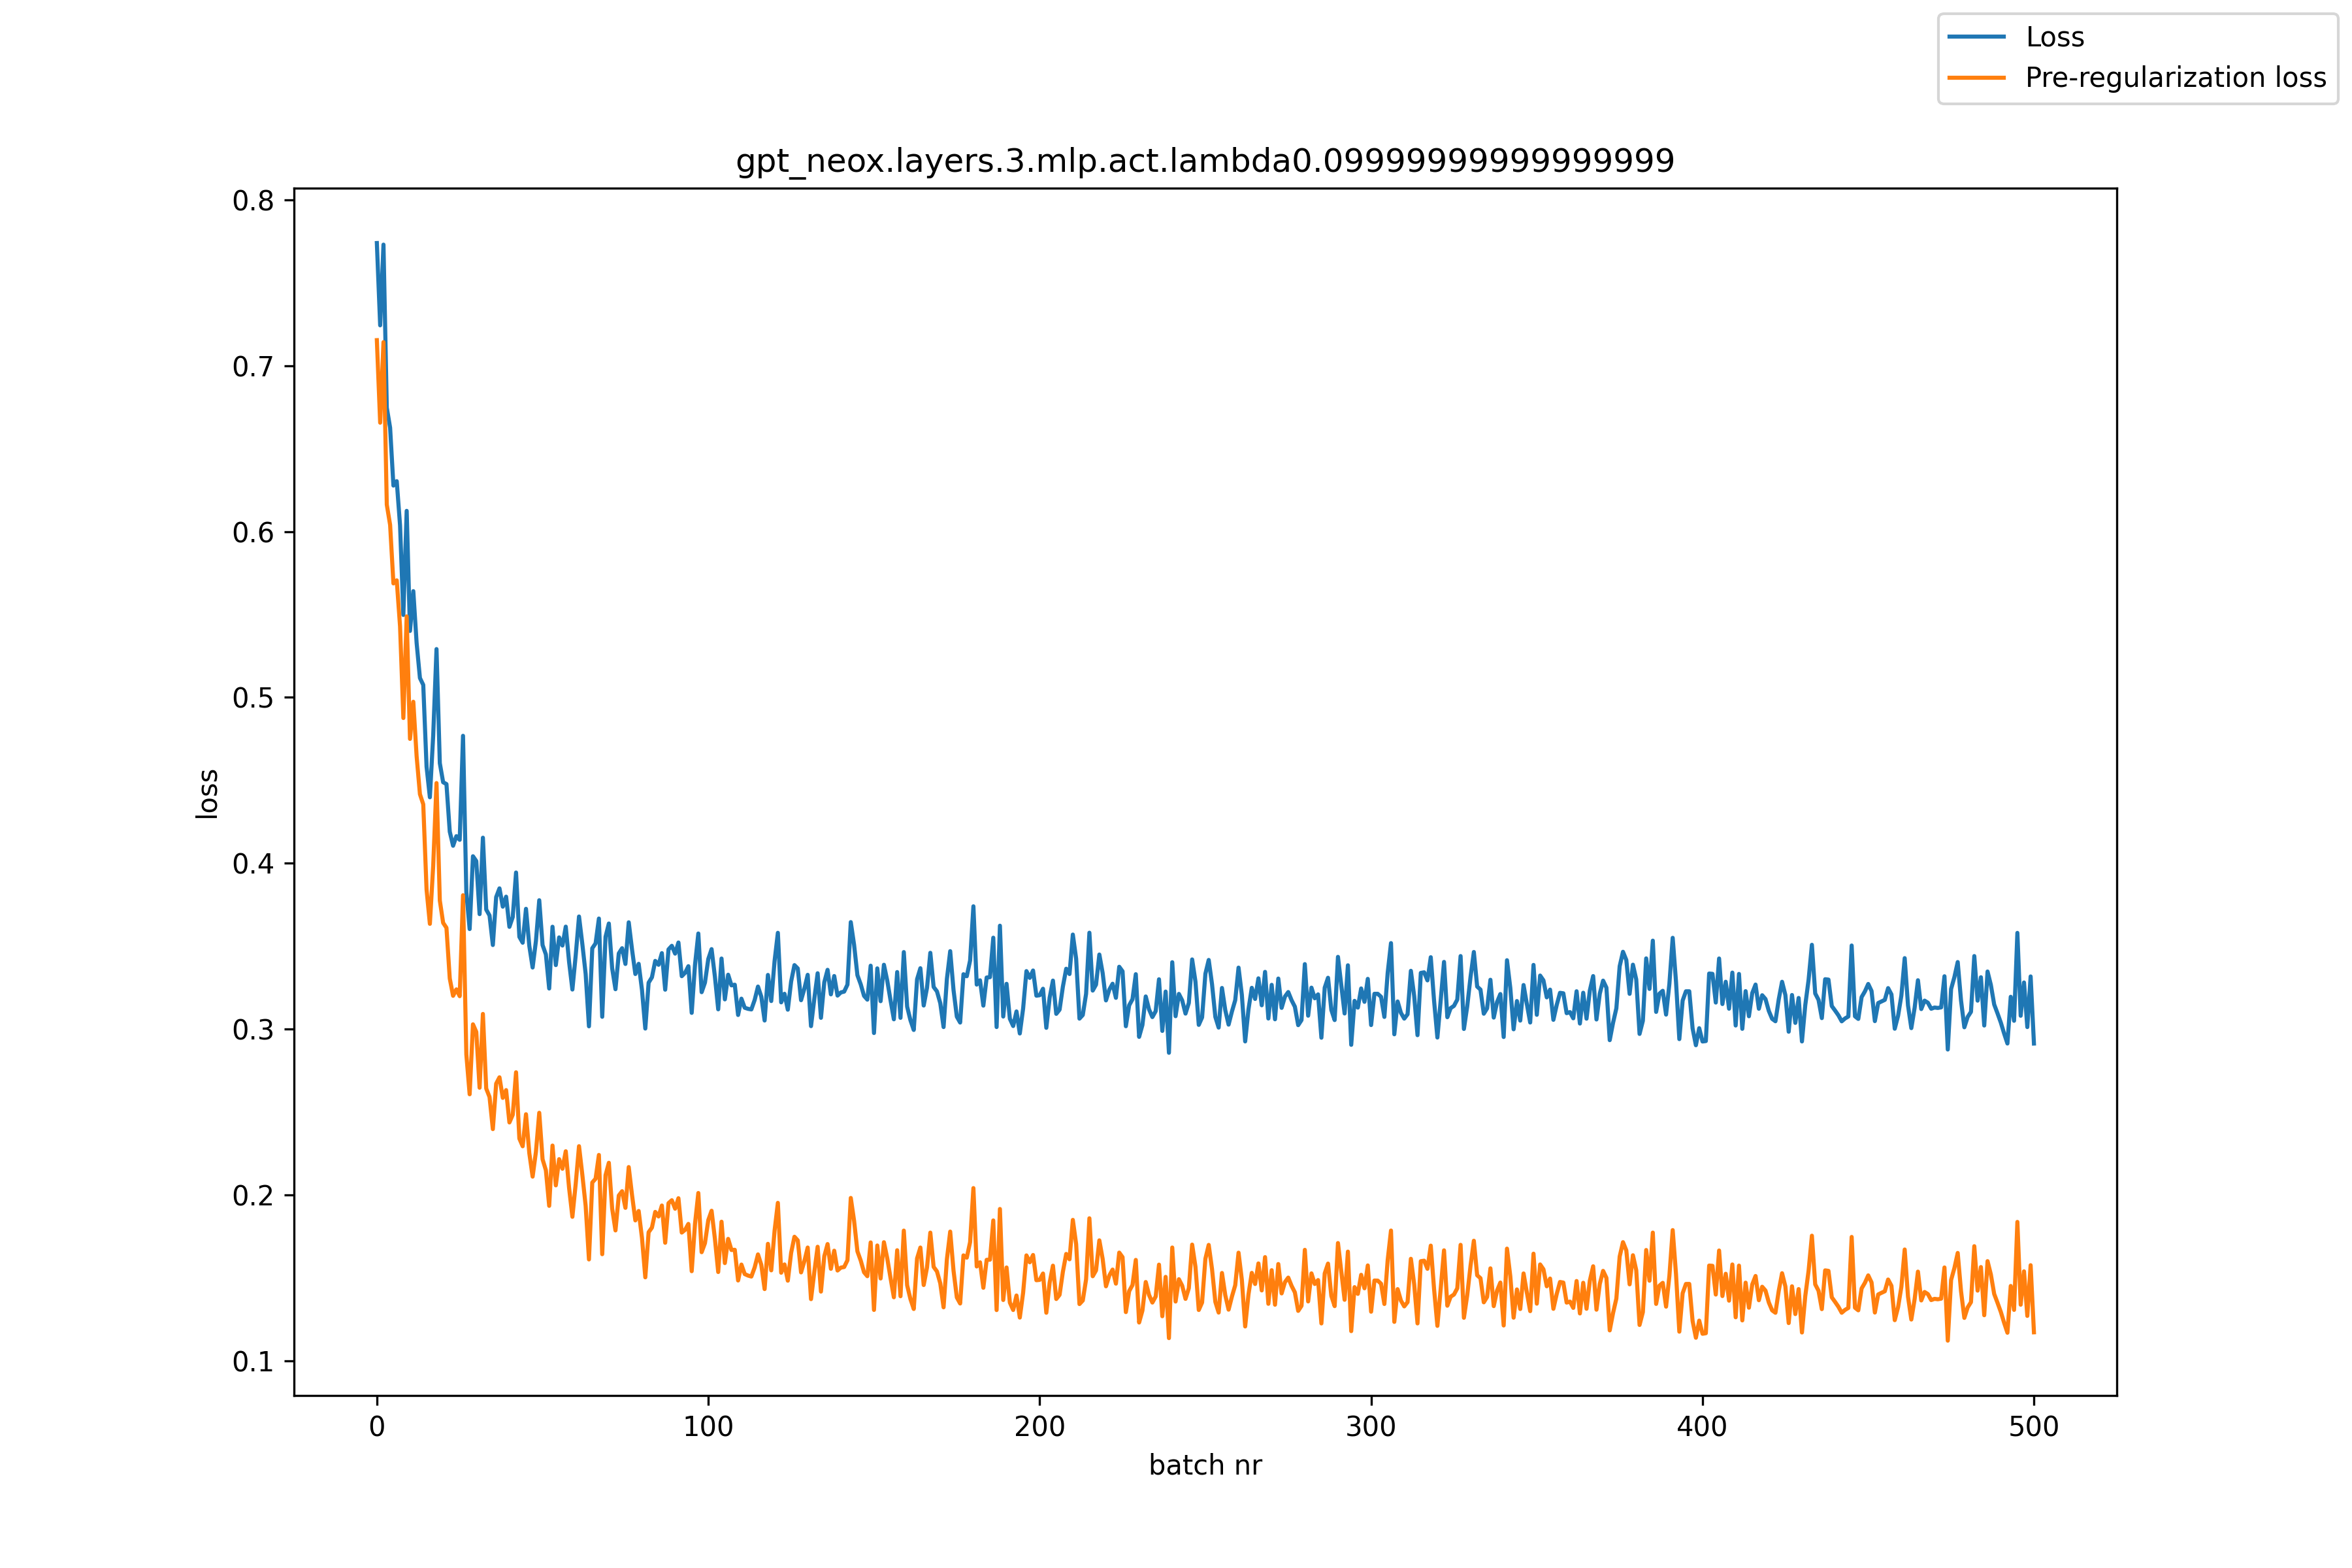 Loss
Pre-regularization loss
gpt_neox.layers.3.mlp.act.lambda0.09999999999999999
0.8
0.7
0.6
0.5
0.4
0.3
0.2
0.1
loss
0 100 200 300 400 500
batch nr